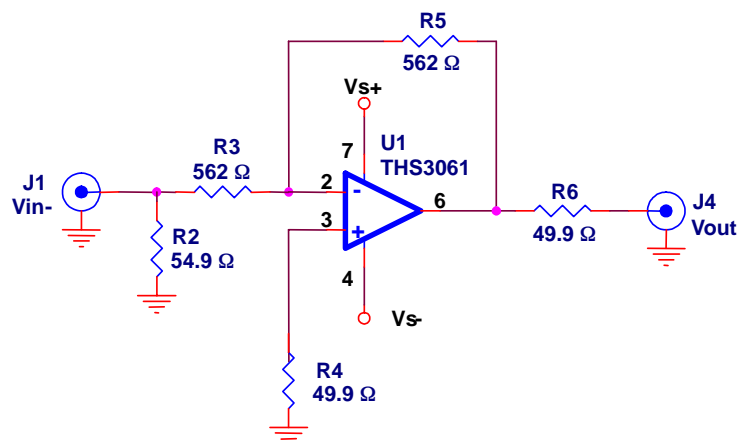 R5
562 Ω
Vs+
U1
THS3061
7
R3
562 Ω
J1
Vin-
2
-
3
+
6
R6
49.9 Ω
J4
Vout
R2
54.9 Ω
4
Vs-
R4
49.9 Ω